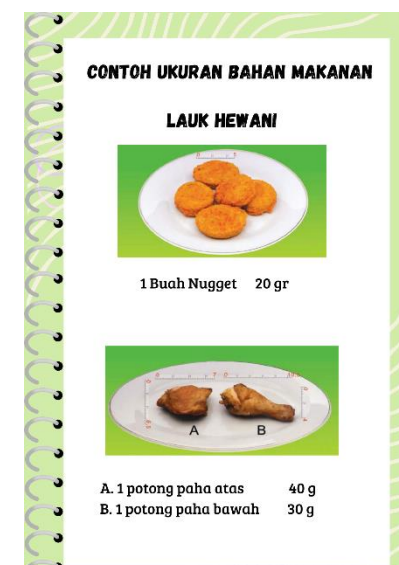 CONTOH UKURAN BAHAN MAKANAN
LAUK HEWANI
1 Buah Nugget 20 gr
A B
A. 1 potong paha atas 40 g
B. 1 potong paha bawah 30 g